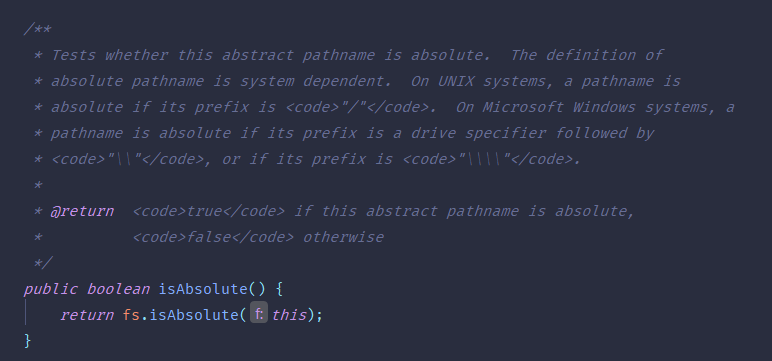 /**
 * Tests whether this abstract pathname is absolute.  The definition of
 * absolute pathname is system dependent.  On UNIX systems, a pathname is
 * absolute if its prefix is <code>"/"</code>.  On Microsoft Windows systems, a
 * pathname is absolute if its prefix is a drive specifier followed by
 * <code>"\\"</code>, or if its prefix is <code>"\\\\"</code>.
 *
 * @return  <code>true</code> if this abstract pathname is absolute,
 *          <code>false</code> otherwise
 */
public boolean isAbsolute() {
    return fs.isAbsolute( f: this);
}